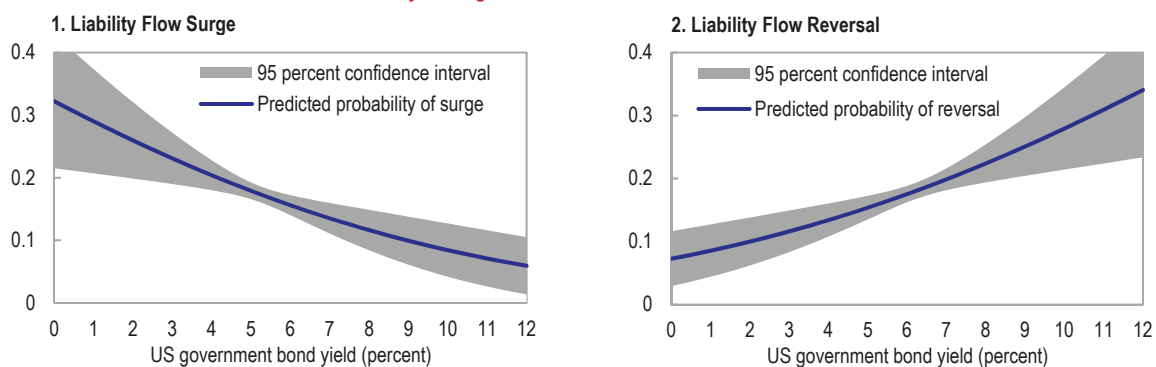 1. Liability Flow Surge
0.4
0.3
0.2
0.1
0
95 percent confidence interval
Predicted probability of surge
0 1 2 3 4 5 6 7 8 9 10 11 12
US government bond yield (percent)
2. Liability Flow Reversal
0.4
0.3
0.2
0.1
0
95 percent confidence interval
Predicted probability of reversal
0 1 2 3 4 5 6 7 8 9 10 11 12
US government bond yield (percent)